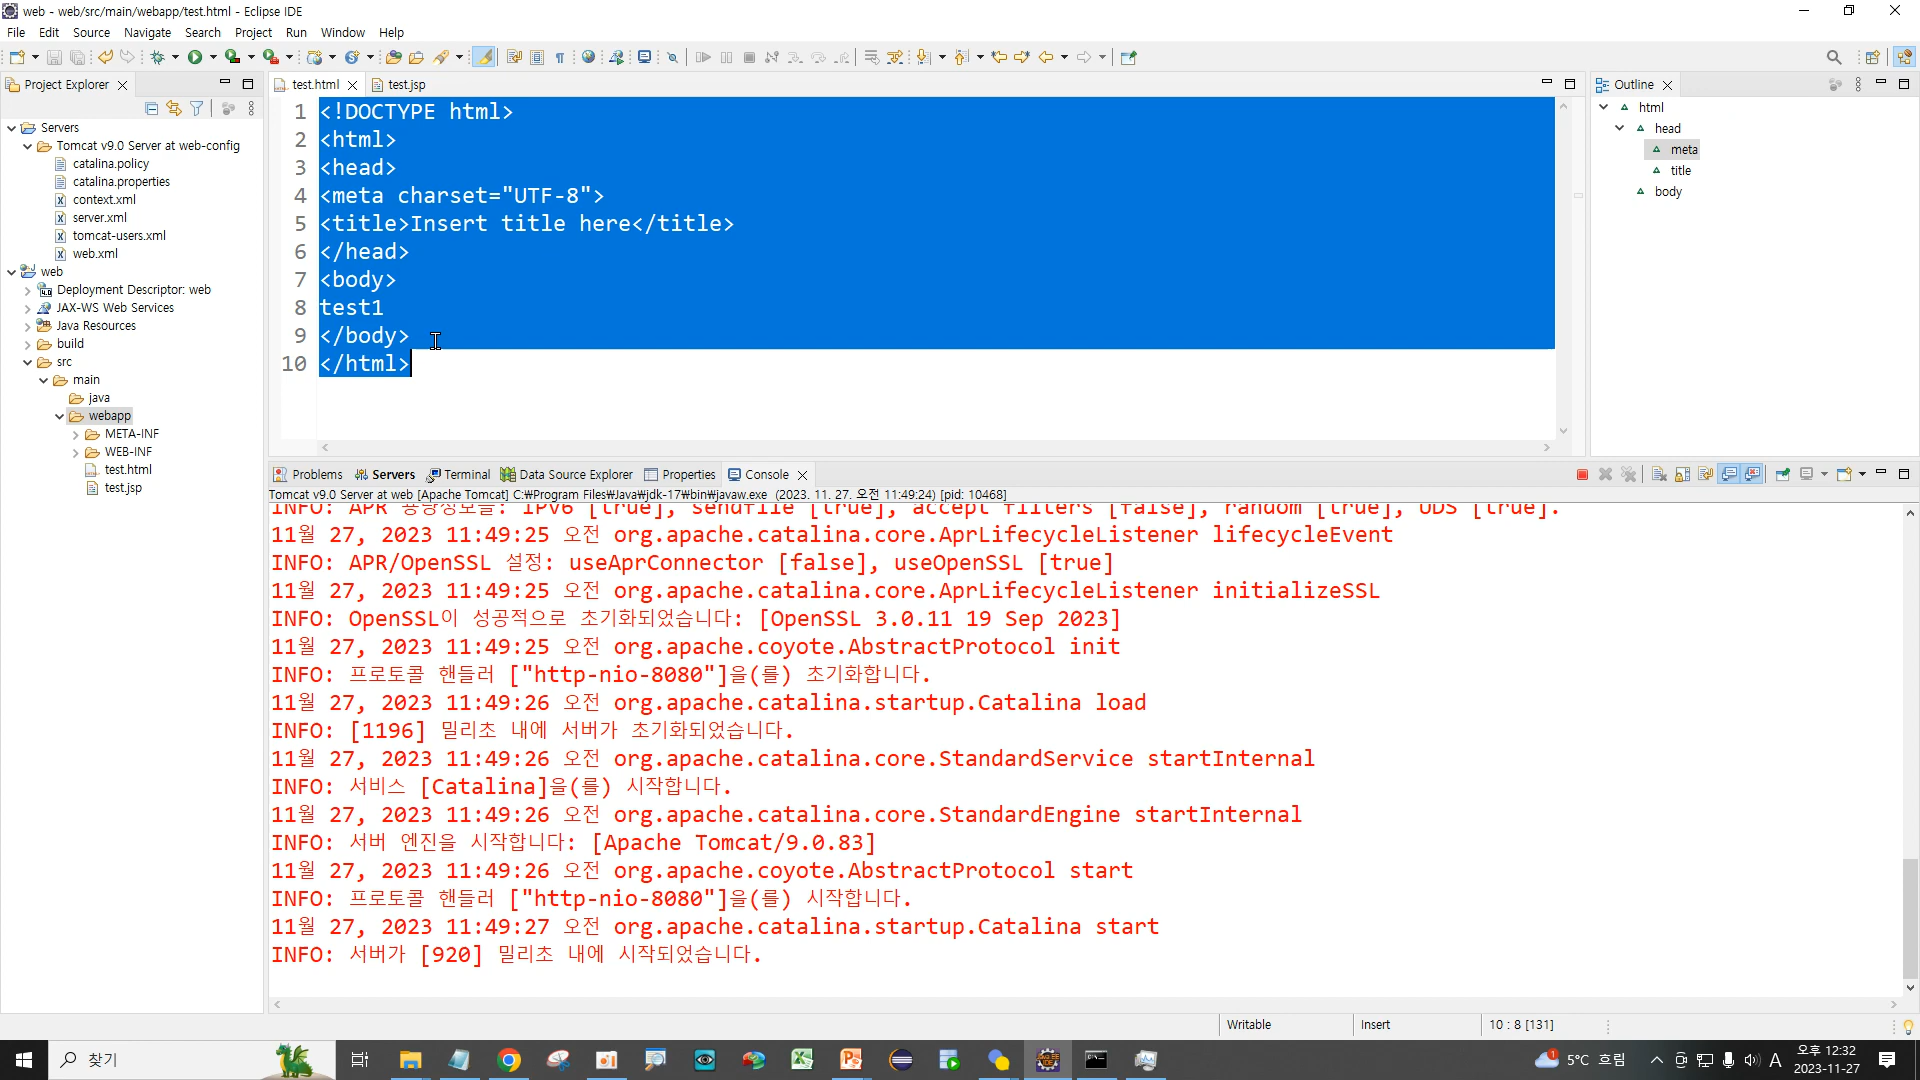 web - web/src/main/webapp/test.html - Eclipse IDE
File Edit Source Navigate Search Project Run Window Help
Project Explorer
Servers
Tomcat v9.0 Server at web-config
catalina.policy
catalina.properties
context.xml
server.xml
tomcat-users.xml
web.xml
web
Deployment Descriptor: web
JAX-WS Web Services
Java Resources
build
src
main
java
webapp
META-INF
WEB-INF
test.html
test.jsp
test.html test.jsp
1 <!DOCTYPE html>
2 <html>
3 <head>
4 <meta charset="UTF-8">
5 <title>Insert title here</title>
6 </head>
7 <body>
8 test1
9 </body>
10 </html>
Outline
html
head
meta
title
body
Problems Servers Terminal Data Source Explorer Properties Console
Tomcat v9.0 Server at web [Apache Tomcat] C:₩Program Files₩Java₩jdk-17₩bin₩javaw.exe (2023. 11. 27. 오전 11:49:24) [pid: 10468]
INFO: APR 용량정보들: IPv6 [true], sendfile [true], accept filters [false], random [true], UDS [true].
11월 27, 2023 11:49:25 오전 org.apache.catalina.core.AprLifecycleListener lifecycleEvent
INFO: APR/OpenSSL 설정: useAprConnector [false], useOpenSSL [true]
11월 27, 2023 11:49:25 오전 org.apache.catalina.core.AprLifecycleListener initializeSSL
INFO: OpenSSL이 성공적으로 초기화되었습니다: [OpenSSL 3.0.11 19 Sep 2023]
11월 27, 2023 11:49:25 오전 org.apache.coyote.AbstractProtocol init
INFO: 프로토콜 핸들러 ["http-nio-8080"]을(를) 초기화합니다.
11월 27, 2023 11:49:26 오전 org.apache.catalina.startup.Catalina load
INFO: [1196] 밀리초 내에 서버가 초기화되었습니다.
11월 27, 2023 11:49:26 오전 org.apache.catalina.core.StandardService startInternal
INFO: 서비스 [Catalina]을(를) 시작합니다.
11월 27, 2023 11:49:26 오전 org.apache.catalina.core.StandardEngine startInternal
INFO: 서버 엔진을 시작합니다: [Apache Tomcat/9.0.83]
11월 27, 2023 11:49:26 오전 org.apache.coyote.AbstractProtocol start
INFO: 프로토콜 핸들러 ["http-nio-8080"]을(를) 시작합니다.
11월 27, 2023 11:49:27 오전 org.apache.catalina.startup.Catalina start
INFO: 서버가 [920] 밀리초 내에 시작되었습니다.
Writable Insert 10 : 8 [131]
찾기
5°C 흐림
A
오후 12:32
2023-11-27